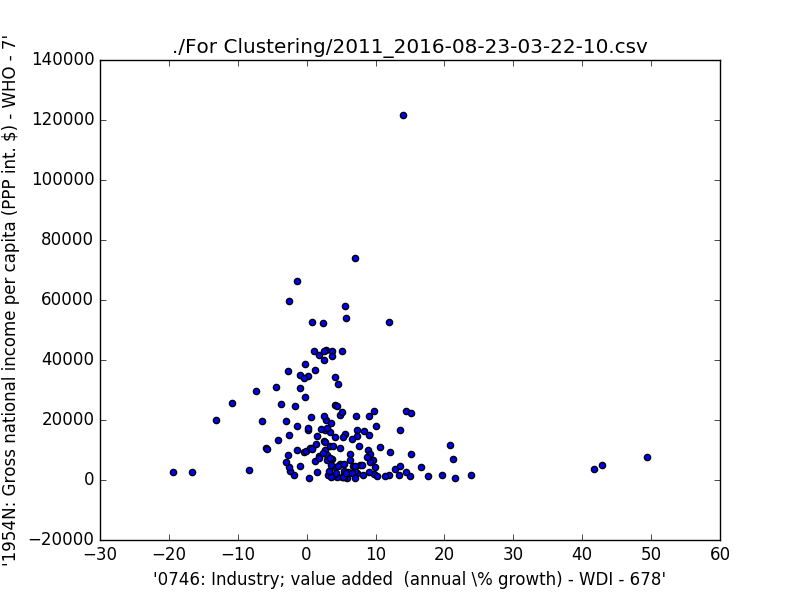 ./For Clustering/2011_2016-08-23-03-22-10.csv
'1954N: Gross national income per capita (PPP int. $) - WHO - 7'
140000
120000
100000
80000
60000
40000
20000
0
−20000
−30 −20 −10 0 10 20 30 40 50 60
'0746: Industry; value added  (annual \% growth) - WDI - 678'